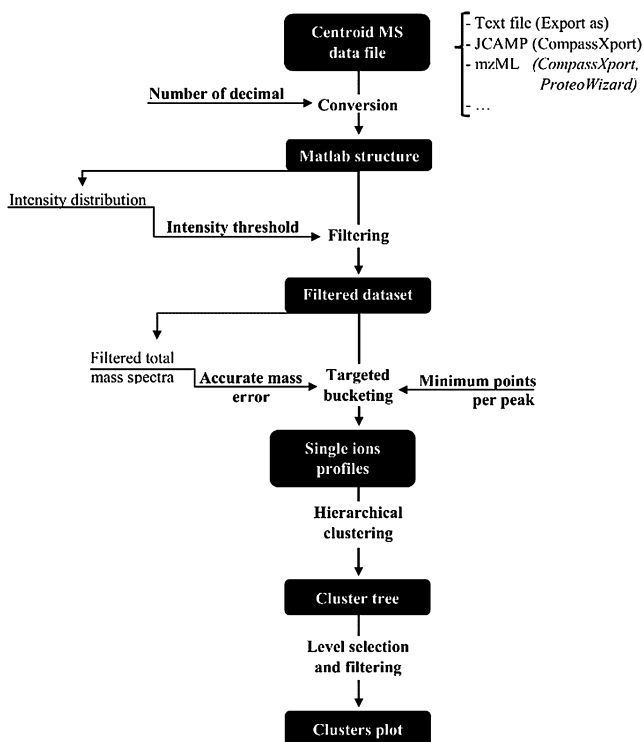 Centroid MS
data file
- Text file (Export as)
- JCAMP (CompassXport)
- mzML (CompassXport,
ProteoWizard)
- ...
Number of decimal
Conversion
Matlab structure
Intensity distribution
Intensity threshold
Filtering
Filtered dataset
Filtered total
mass spectra
Accurate mass
error
Targeted
bucketing
Minimum points
per peak
Single ions
profiles
Hierarchical
clustering
Cluster tree
Level selection
and filtering
Clusters plot